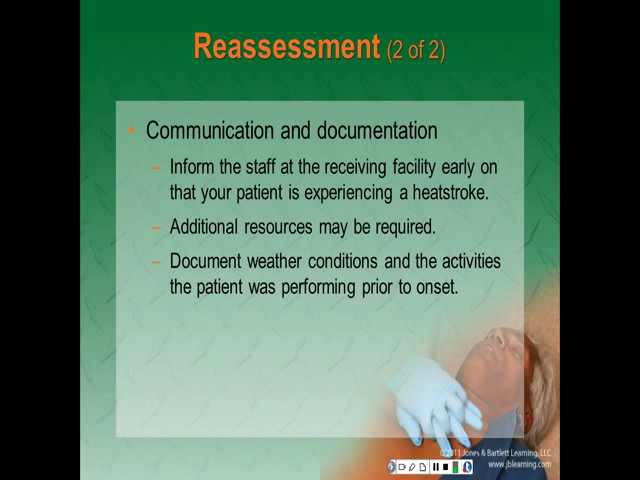 Reassessment (2 of 2)
• Communication and documentation
– Inform the staff at the receiving facility early on
that your patient is experiencing a heatstroke.
– Additional resources may be required.
– Document weather conditions and the activities
the patient was performing prior to onset.
© 2011 Jones & Bartlett Learning, LLC
www.jblearning.com